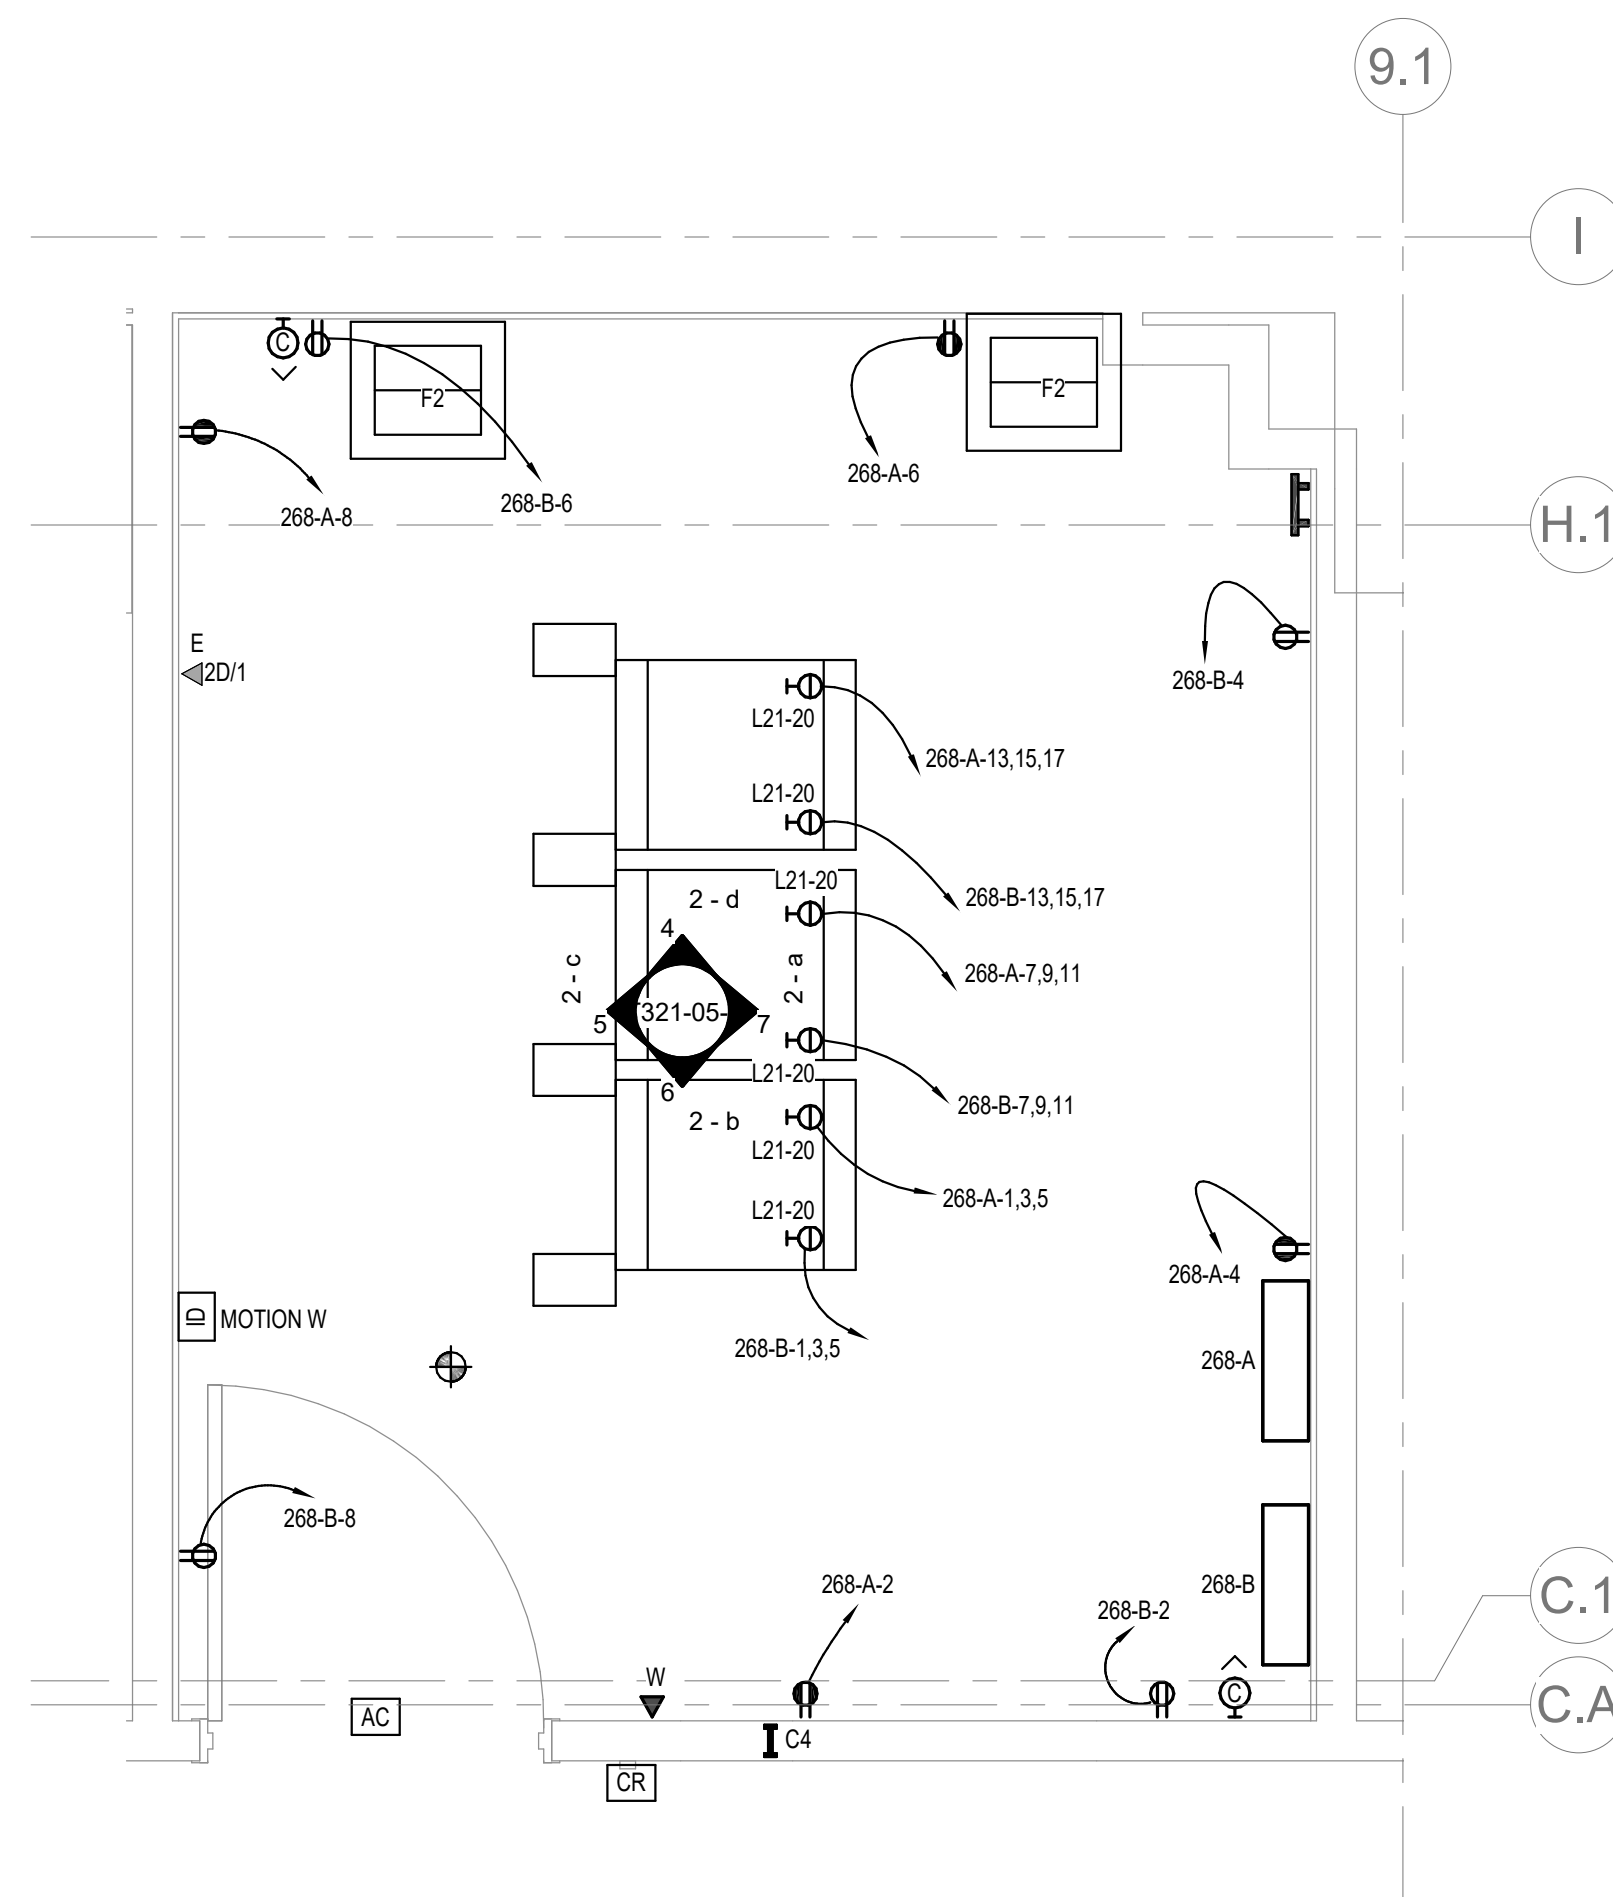 9.1
I
C
F2
F2
268-A-6
268-B-6
268-A-8
H.1
E
2D/1
268-B-4
L21-20
268-A-13,15,17
L21-20
L21-20
268-B-13,15,17
2 - d
4
2 - c
2 - a
268-A-7,9,11
321-05-
5
7
L21-20
6
268-B-7,9,11
2 - b
L21-20
268-A-1,3,5
L21-20
268-A-4
ID
MOTION W
268-B-1,3,5
268-A
268-B-8
268-A-2
268-B
C.1
268-B-2
W
C
C.A
AC
C4
CR